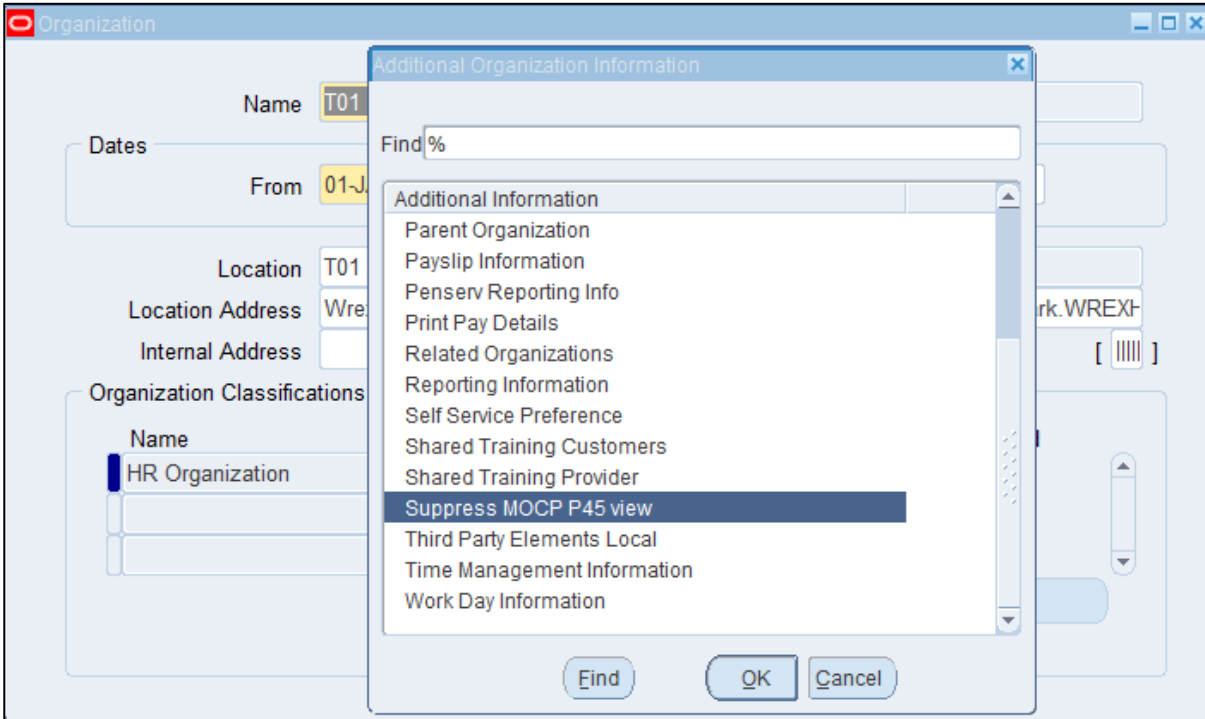 Organization
Additional Organization Information
Name T01
Find %
Dates
From 01-J
Additional Information
Parent Organization
Payslip Information
Penserv Reporting Info
Print Pay Details
Related Organizations
Reporting Information
Self Service Preference
Shared Training Customers
Shared Training Provider
Suppress MOCP P45 view
Third Party Elements Local
Time Management Information
Work Day Information
Location T01
Location Address Wre rk.WREXH
Internal Address [ ||||| ]
Organization Classifications
Name
HR Organization
Find OK Cancel